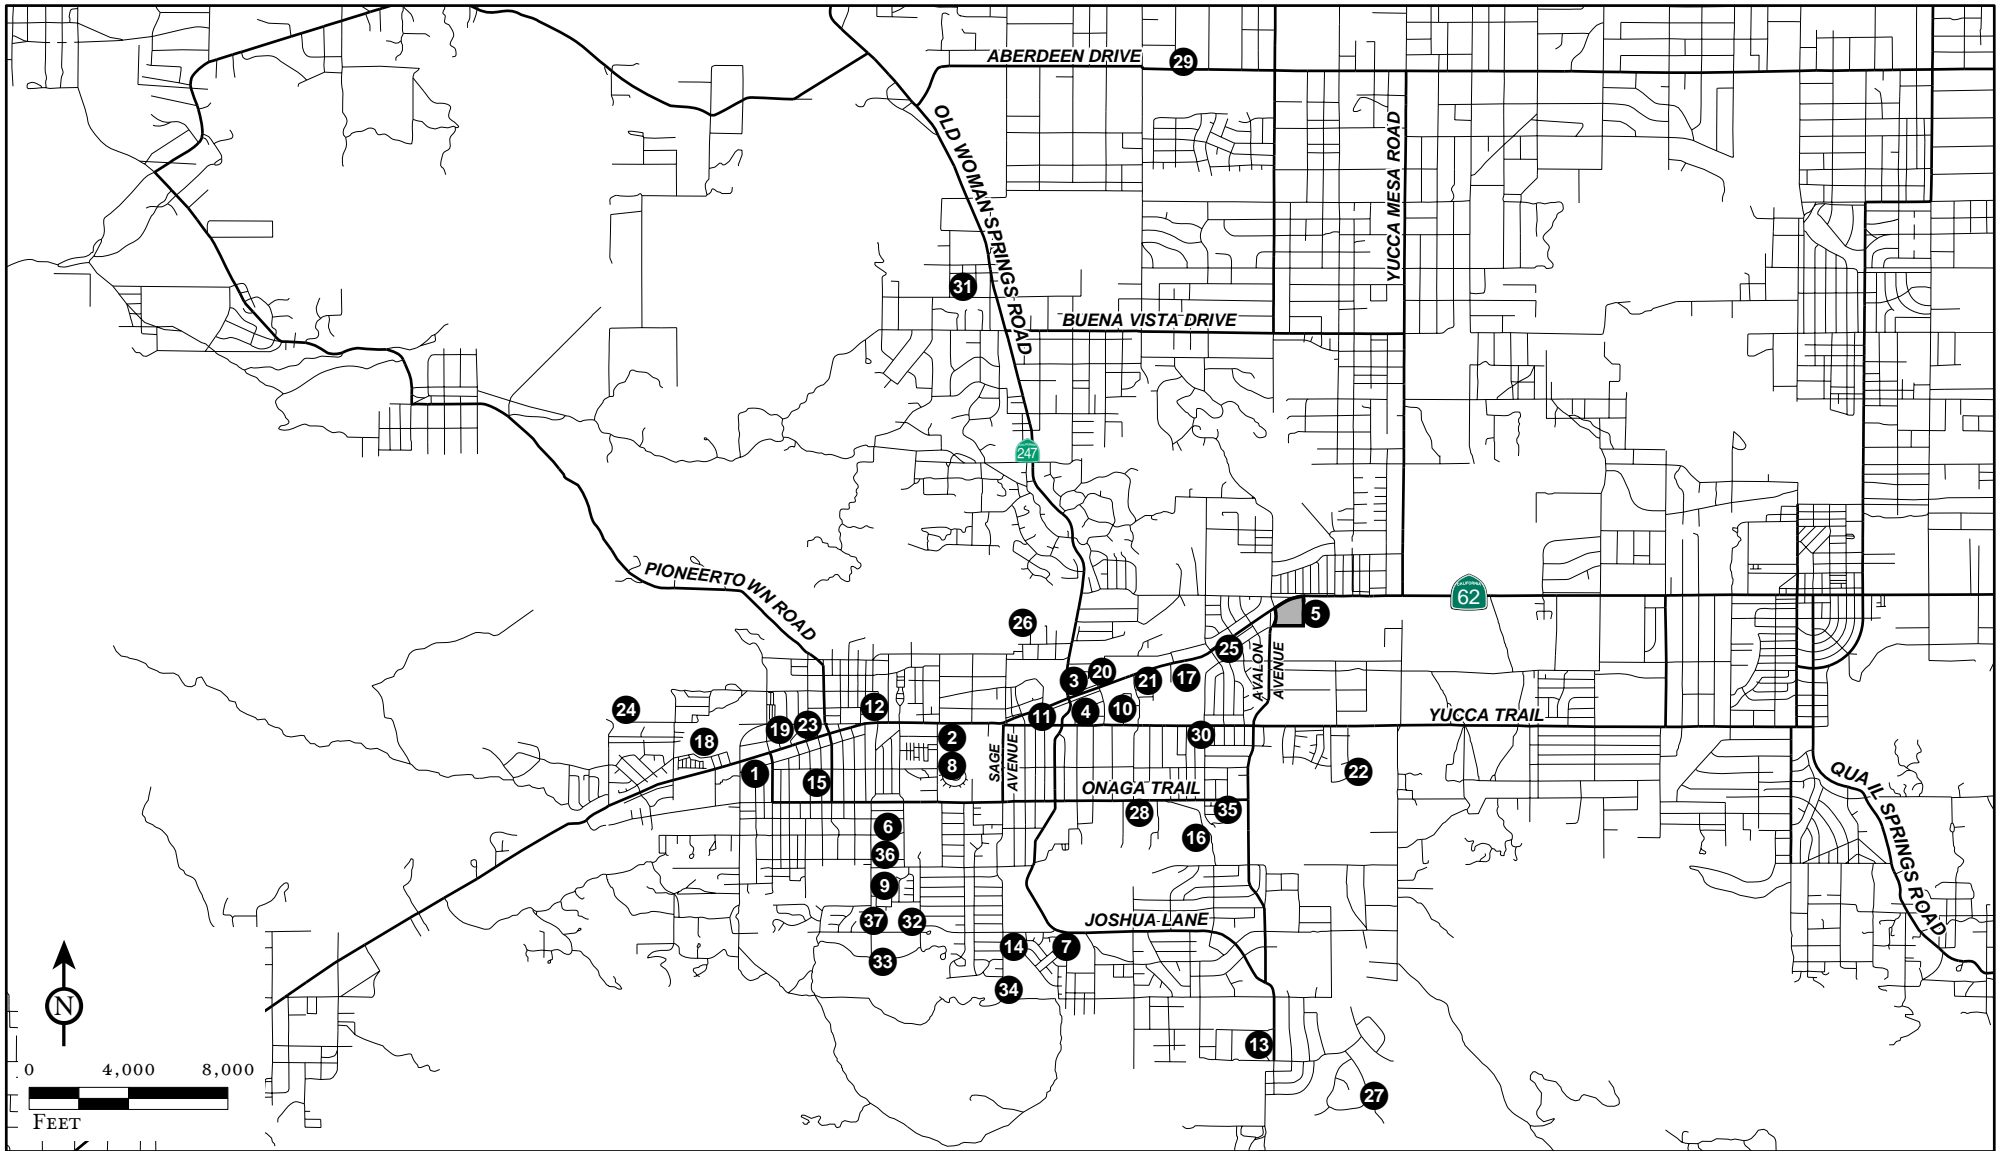 ABERDEEN DRIVE
29
OLD WOMAN SPRINGS ROAD
YUCCA MESA ROAD
31
BUENA VISTA DRIVE
247
PIONEERTO WN ROAD
CALIFORNIA
62
5
26
25
AVALON
AVENUE
3
20
21
17
24
12
11
4
10
YUCCA TRAIL
19
23
18
2
30
SAGE
AVENUE
8
1
15
22
ONAGA TRAIL
QUA IL SPRINGS ROAD
28
35
6
16
36
9
37
32
JOSHUA LANE
14
7
33
34
N
13
27
0 4,000 8,000
FEET